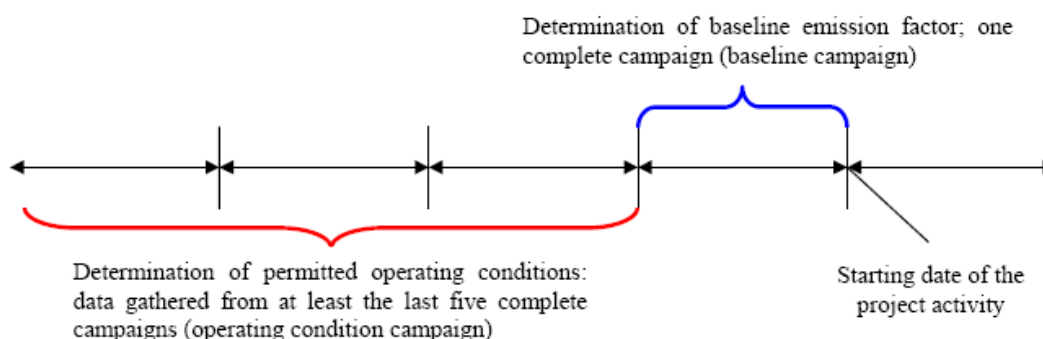 Determination of baseline emission factor; one
complete campaign (baseline campaign)
Determination of permitted operating conditions:
data gathered from at least the last five complete
campaigns (operating condition campaign)
Starting date of the
project activity